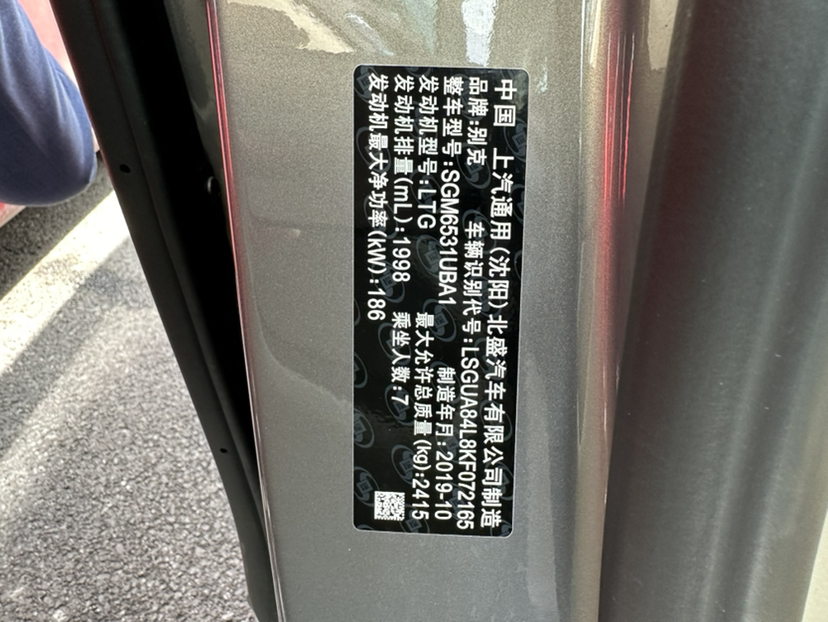 中国 上汽通用(沈阳)北盛汽车有限公司制造
品牌:别克 车辆识别代号:LSGUA84L8KF072165
整车型号:SGM6531UBA1 制造年月:2019-10
发动机型号:LTG 最大允许总质量(kg):2415
发动机排量(mL):1998 乘坐人数:7
发动机最大净功率(kW):186